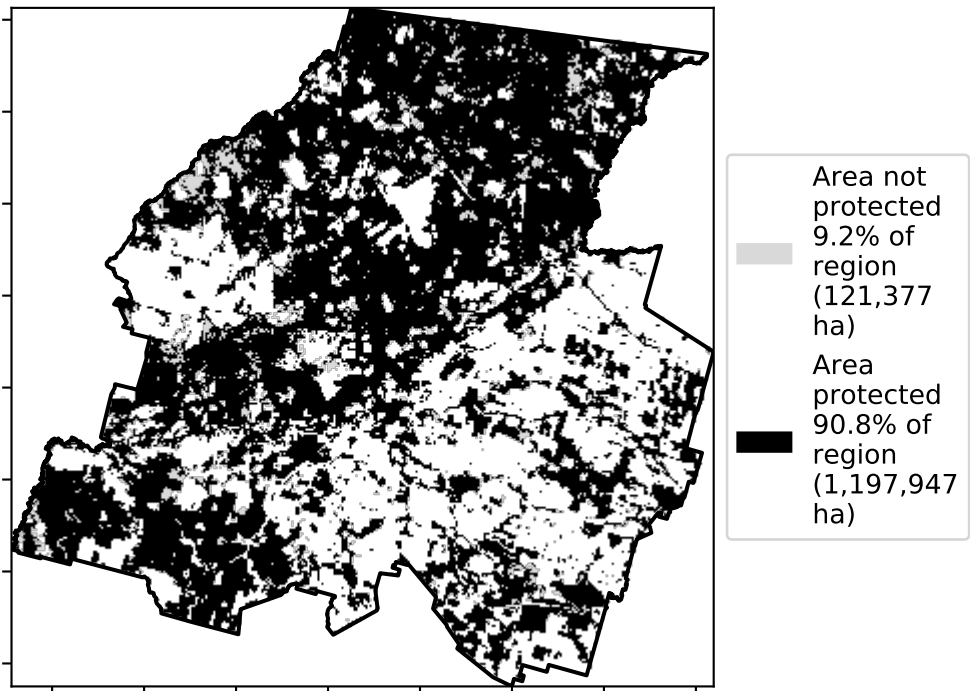 Area not
protected
9.2% of
region
(121,377
ha)
Area
protected
90.8% of
region
(1,197,947
ha)